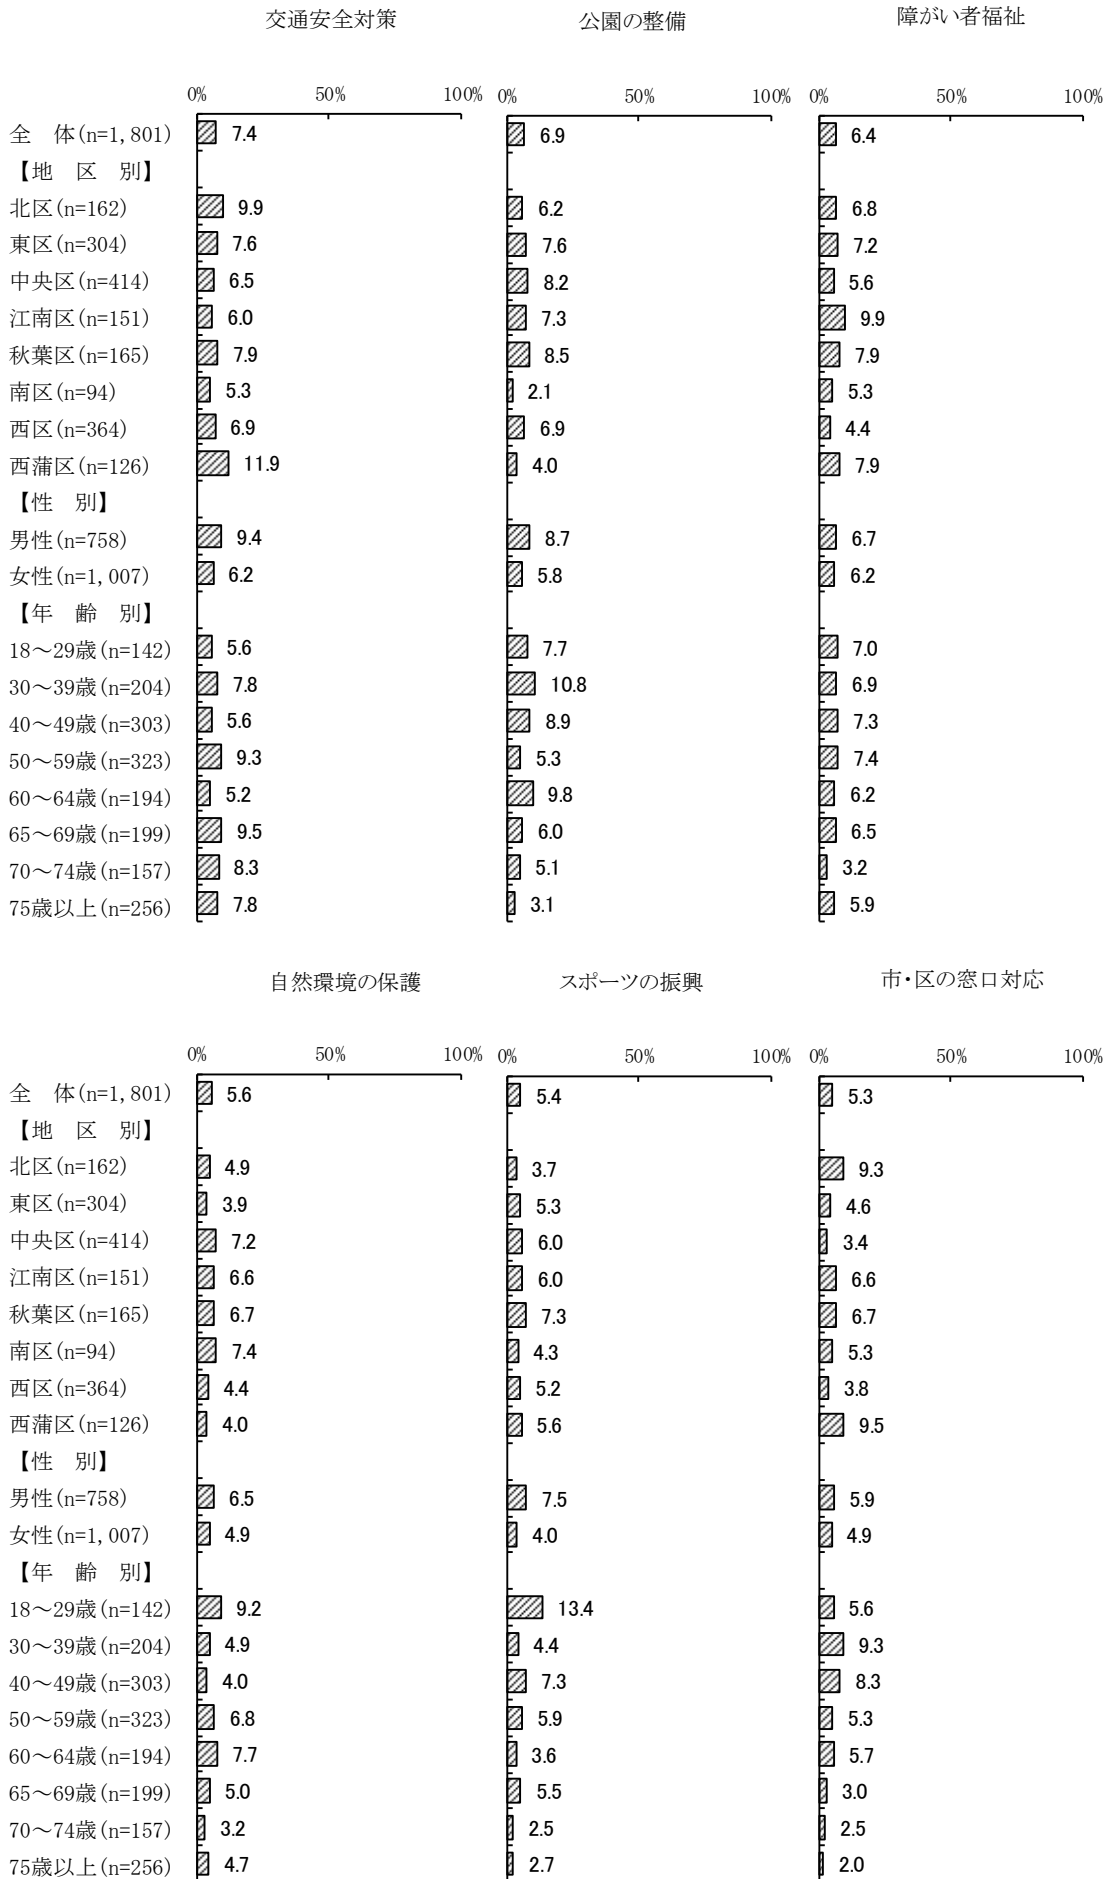 交通安全対策 公園の整備 障がい者福祉
0% 50% 100% 0% 50% 100% 0% 50% 100%
全　体(n=1,801) 7.4 6.9 6.4
【地　区　別】
北区(n=162) 9.9 6.2 6.8
東区(n=304) 7.6 7.6 7.2
中央区(n=414) 6.5 8.2 5.6
江南区(n=151) 6.0 7.3 9.9
秋葉区(n=165) 7.9 8.5 7.9
南区(n=94) 5.3 2.1 5.3
西区(n=364) 6.9 6.9 4.4
西蒲区(n=126) 11.9 4.0 7.9
【性　別】
男性(n=758) 9.4 8.7 6.7
女性(n=1,007) 6.2 5.8 6.2
【年　齢　別】
18～29歳(n=142) 5.6 7.7 7.0
30～39歳(n=204) 7.8 10.8 6.9
40～49歳(n=303) 5.6 8.9 7.3
50～59歳(n=323) 9.3 5.3 7.4
60～64歳(n=194) 5.2 9.8 6.2
65～69歳(n=199) 9.5 6.0 6.5
70～74歳(n=157) 8.3 5.1 3.2
75歳以上(n=256) 7.8 3.1 5.9
自然環境の保護 スポーツの振興 市・区の窓口対応
0% 50% 100% 0% 50% 100% 0% 50% 100%
全　体(n=1,801) 5.6 5.4 5.3
【地　区　別】
北区(n=162) 4.9 3.7 9.3
東区(n=304) 3.9 5.3 4.6
中央区(n=414) 7.2 6.0 3.4
江南区(n=151) 6.6 6.0 6.6
秋葉区(n=165) 6.7 7.3 6.7
南区(n=94) 7.4 4.3 5.3
西区(n=364) 4.4 5.2 3.8
西蒲区(n=126) 4.0 5.6 9.5
【性　別】
男性(n=758) 6.5 7.5 5.9
女性(n=1,007) 4.9 4.0 4.9
【年　齢　別】
18～29歳(n=142) 9.2 13.4 5.6
30～39歳(n=204) 4.9 4.4 9.3
40～49歳(n=303) 4.0 7.3 8.3
50～59歳(n=323) 6.8 5.9 5.3
60～64歳(n=194) 7.7 3.6 5.7
65～69歳(n=199) 5.0 5.5 3.0
70～74歳(n=157) 3.2 2.5 2.5
75歳以上(n=256) 4.7 2.7 2.0